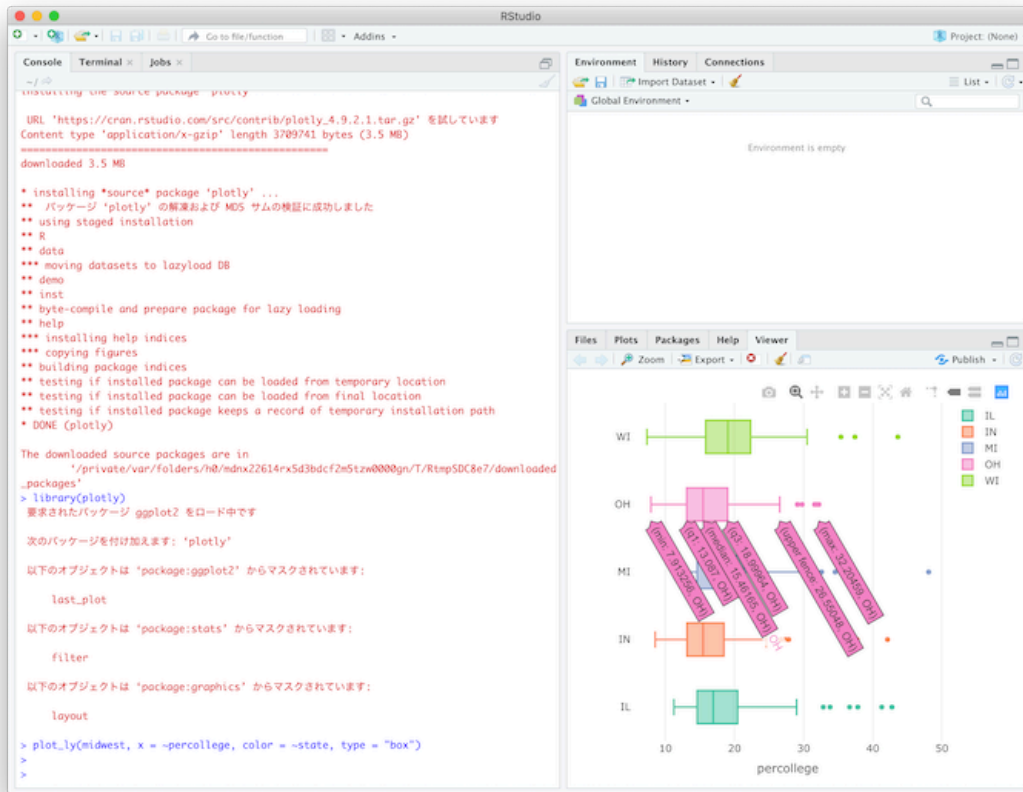 RStudio
Go to file/function
Addins
Project: (None)
Console
Terminal
Jobs
~/
installing the source package 'plotly'
URL 'https://cran.rstudio.com/src/contrib/plotly_4.9.2.1.tar.gz' を試しています
Content type 'application/x-gzip' length 3709741 bytes (3.5 MB)
==================================================
downloaded 3.5 MB
* installing *source* package 'plotly' ...
** パッケージ 'plotly' の解凍および MD5 サムの検証に成功しました
** using staged installation
** R
** data
*** moving datasets to lazyload DB
** demo
** inst
** byte-compile and prepare package for lazy loading
** help
*** installing help indices
*** copying figures
** building package indices
** testing if installed package can be loaded from temporary location
** testing if installed package can be loaded from final location
** testing if installed package keeps a record of temporary installation path
* DONE (plotly)
The downloaded source packages are in
'/private/var/folders/h0/mdnx22614rx5d3bdcf2m5tzw0000gn/T/RtmpSDC8e7/downloaded
_packages'
> library(plotly)
要求されたパッケージ ggplot2 をロード中です
次のパッケージを付け加えます: 'plotly'
以下のオブジェクトは 'package:ggplot2' からマスクされています:
last_plot
以下のオブジェクトは 'package:stats' からマスクされています:
filter
以下のオブジェクトは 'package:graphics' からマスクされています:
layout
> plot_ly(midwest, x = ~percollege, color = ~state, type = "box")
>
>
Environment
History
Connections
Import Dataset
List
Global Environment
Environment is empty
Files
Plots
Packages
Help
Viewer
Zoom
Export
Publish
IL
IN
MI
OH
WI
WI
OH
MI
IN
IL
(min: 7.913256, OH)
(q1: 13.087, OH)
(median: 15.46165, OH)
(q3: 18.99964, OH)
(upper fence: 26.55048, OH)
(max: 32.20459, OH)
OH
10
20
30
40
50
percollege